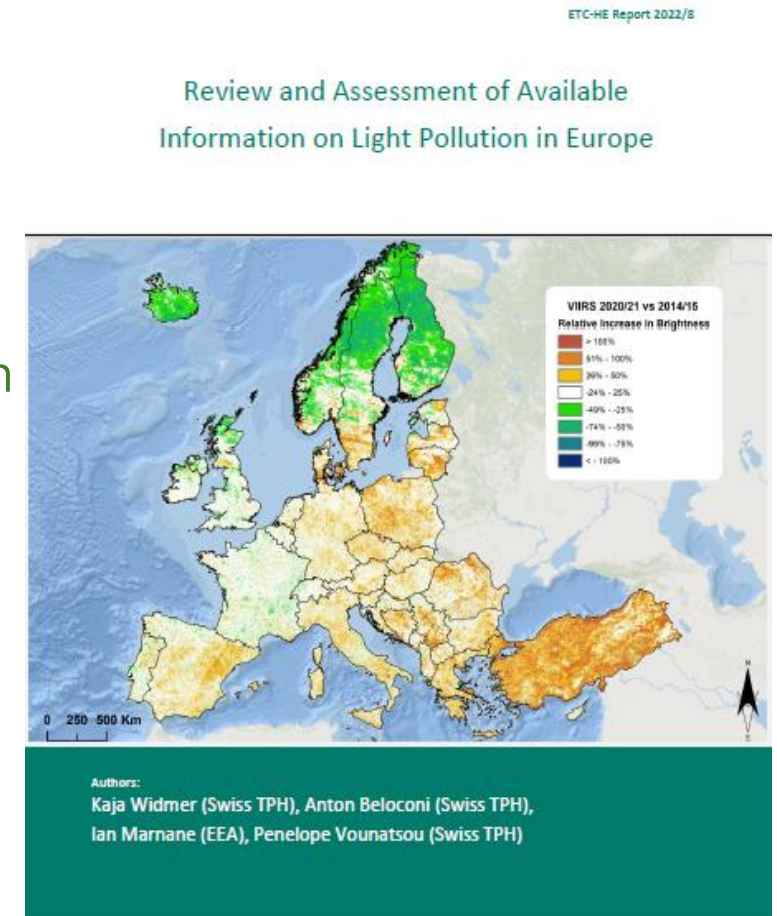 ETC-HE Report 2022/8
Review and Assessment of Available
Information on Light Pollution in Europe
n
VIIRS 2020/21 vs 2014/15
Relative Increase in Brightness
> 100%
51% - 100%
26% - 50%
-24% - 25%
-49% - -25%
-74% - -50%
-99% - -75%
< - 100%
N
S
0 250 500 Km
Authors:
Kaja Widmer (Swiss TPH), Anton Beloconi (Swiss TPH),
Ian Marnane (EEA), Penelope Vounatsou (Swiss TPH)